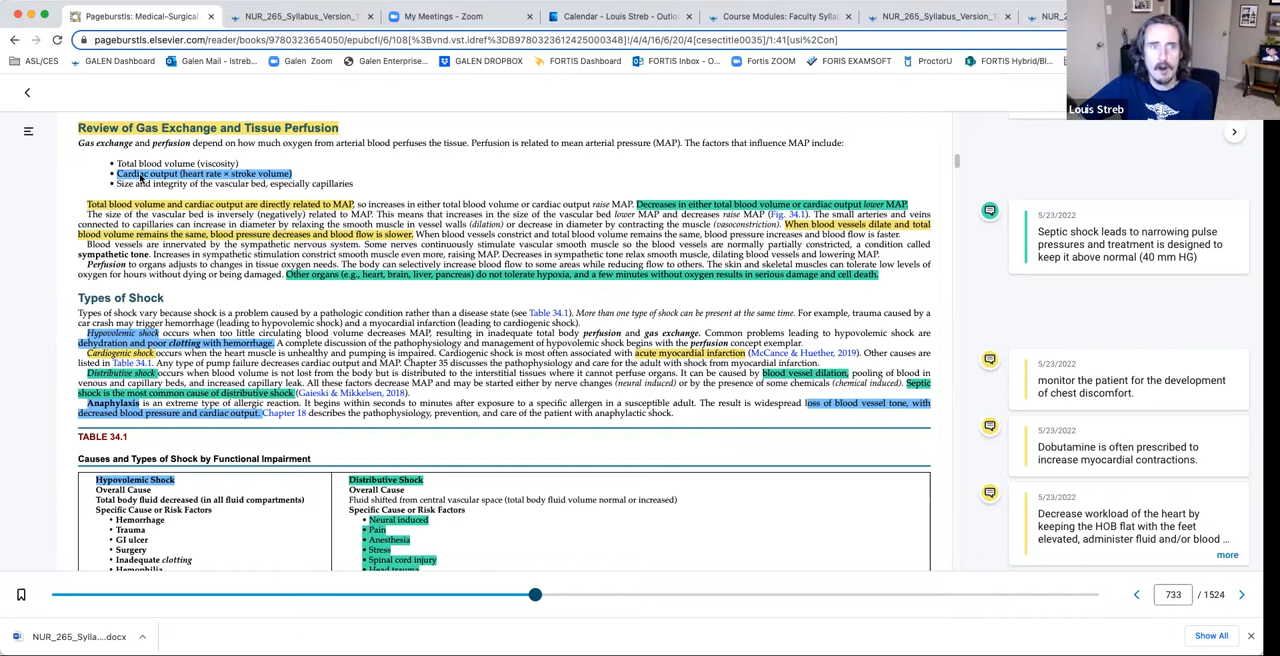 Pageburstls: Medical-Surgical
NUR_265_Syllabus_Version_1
My Meetings - Zoom
Calendar - Louis Streb - Outlo
Course Modules: Faculty Sylla
NUR_265_Syllabus_Version_1
NUR_2
pageburstls.elsevier.com/reader/books/9780323654050/epubcfi/6/108[%3Bvnd.vst.idref%3DB9780323612425000348]!/4/4/16/6/20/4[cesectitle0035]/1:41[usi%2Con]
ASL/CES
GALEN Dashboard
Galen Mail - lstreb...
Galen Zoom
Galen Enterprise...
GALEN DROPBOX
FORTIS Dashboard
FORTIS Inbox - O...
Fortis ZOOM
FORIS EXAMSOFT
ProctorU
FORTIS Hybrid/Bl...
Louis Streb
Review of Gas Exchange and Tissue Perfusion
Gas exchange and perfusion depend on how much oxygen from arterial blood perfuses the tissue. Perfusion is related to mean arterial pressure (MAP). The factors that influence MAP include:
• Total blood volume (viscosity)
• Cardiac output (heart rate × stroke volume)
• Size and integrity of the vascular bed, especially capillaries
Total blood volume and cardiac output are directly related to MAP, so increases in either total blood volume or cardiac output raise MAP. Decreases in either total blood volume or cardiac output lower MAP.
The size of the vascular bed is inversely (negatively) related to MAP. This means that increases in the size of the vascular bed lower MAP and decreases raise MAP (Fig. 34.1). The small arteries and veins
connected to capillaries can increase in diameter by relaxing the smooth muscle in vessel walls (dilation) or decrease in diameter by contracting the muscle (vasoconstriction). When blood vessels dilate and total
blood volume remains the same, blood pressure decreases and blood flow is slower. When blood vessels constrict and total blood volume remains the same, blood pressure increases and blood flow is faster.
Blood vessels are innervated by the sympathetic nervous system. Some nerves continuously stimulate vascular smooth muscle so the blood vessels are normally partially constricted, a condition called
sympathetic tone. Increases in sympathetic stimulation constrict smooth muscle even more, raising MAP. Decreases in sympathetic tone relax smooth muscle, dilating blood vessels and lowering MAP.
Perfusion to organs adjusts to changes in tissue oxygen needs. The body can selectively increase blood flow to some areas while reducing flow to others. The skin and skeletal muscles can tolerate low levels of
oxygen for hours without dying or being damaged. Other organs (e.g., heart, brain, liver, pancreas) do not tolerate hypoxia, and a few minutes without oxygen results in serious damage and cell death.
Types of Shock
Types of shock vary because shock is a problem caused by a pathologic condition rather than a disease state (see Table 34.1). More than one type of shock can be present at the same time. For example, trauma caused by a
car crash may trigger hemorrhage (leading to hypovolemic shock) and a myocardial infarction (leading to cardiogenic shock).
Hypovolemic shock occurs when too little circulating blood volume decreases MAP, resulting in inadequate total body perfusion and gas exchange. Common problems leading to hypovolemic shock are
dehydration and poor clotting with hemorrhage. A complete discussion of the pathophysiology and management of hypovolemic shock begins with the perfusion concept exemplar.
Cardiogenic shock occurs when the heart muscle is unhealthy and pumping is impaired. Cardiogenic shock is most often associated with acute myocardial infarction (McCance & Huether, 2019). Other causes are
listed in Table 34.1. Any type of pump failure decreases cardiac output and MAP. Chapter 35 discusses the pathophysiology and care for the adult with shock from myocardial infarction.
Distributive shock occurs when blood volume is not lost from the body but is distributed to the interstitial tissues where it cannot perfuse organs. It can be caused by blood vessel dilation, pooling of blood in
venous and capillary beds, and increased capillary leak. All these factors decrease MAP and may be started either by nerve changes (neural induced) or by the presence of some chemicals (chemical induced). Septic
shock is the most common cause of distributive shock (Gaieski & Mikkelsen, 2018).
Anaphylaxis is an extreme type of allergic reaction. It begins within seconds to minutes after exposure to a specific allergen in a susceptible adult. The result is widespread loss of blood vessel tone, with
decreased blood pressure and cardiac output. Chapter 18 describes the pathophysiology, prevention, and care of the patient with anaphylactic shock.
TABLE 34.1
Causes and Types of Shock by Functional Impairment
Hypovolemic Shock
Overall Cause
Total body fluid decreased (in all fluid compartments)
Specific Cause or Risk Factors
• Hemorrhage
• Trauma
• GI ulcer
• Surgery
• Inadequate clotting
• Hemophilia
Distributive Shock
Overall Cause
Fluid shifted from central vascular space (total body fluid volume normal or increased)
Specific Cause or Risk Factors
• Neural induced
• Pain
• Anesthesia
• Stress
• Spinal cord injury
• Head trauma
5/23/2022
Septic shock leads to narrowing pulse
pressures and treatment is designed to
keep it above normal (40 mm HG)
5/23/2022
monitor the patient for the development
of chest discomfort.
5/23/2022
Dobutamine is often prescribed to
increase myocardial contractions.
5/23/2022
Decrease workload of the heart by
keeping the HOB flat with the feet
elevated, administer fluid and/or blood ...
more
733 / 1524
NUR_265_Sylla....docx
Show All